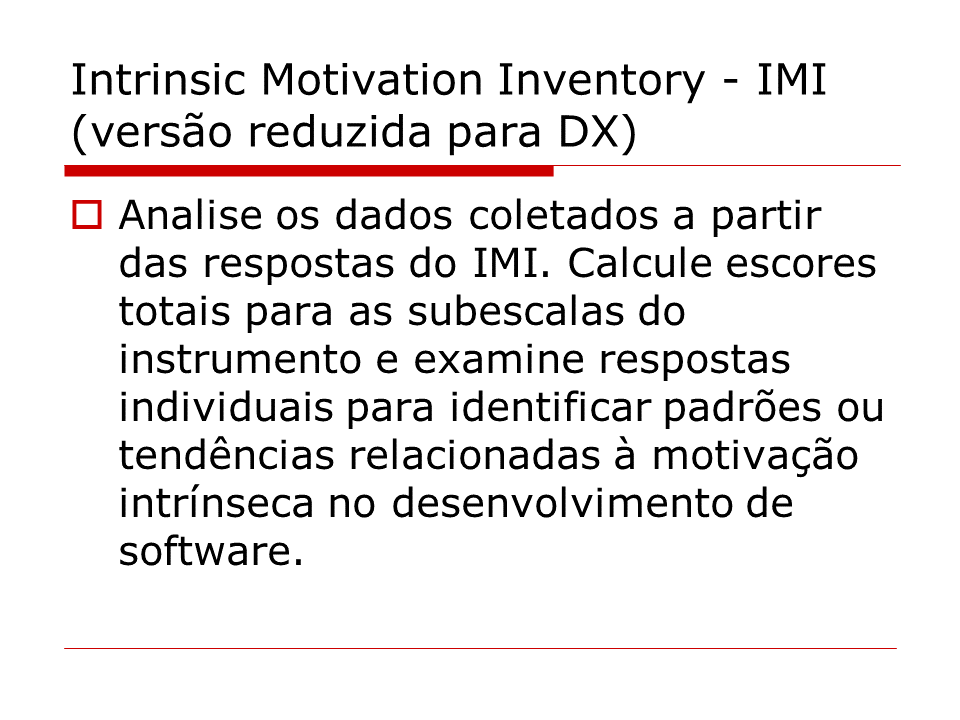 Intrinsic Motivation Inventory - IMI
(versão reduzida para DX)
Analise os dados coletados a partir
das respostas do IMI. Calcule escores
totais para as subescalas do
instrumento e examine respostas
individuais para identificar padrões ou
tendências relacionadas à motivação
intrínseca no desenvolvimento de
software.